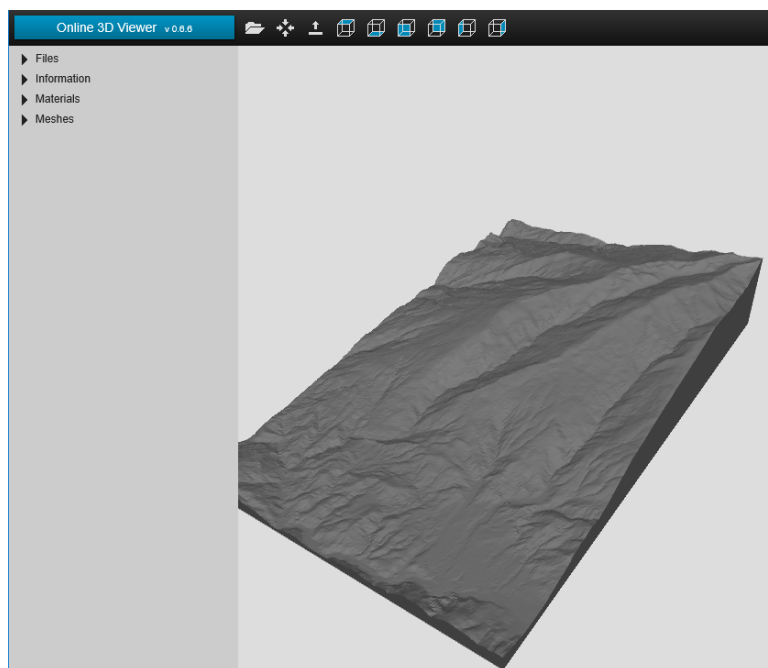 Online 3D Viewer v 0.6.6
Files
Information
Materials
Meshes